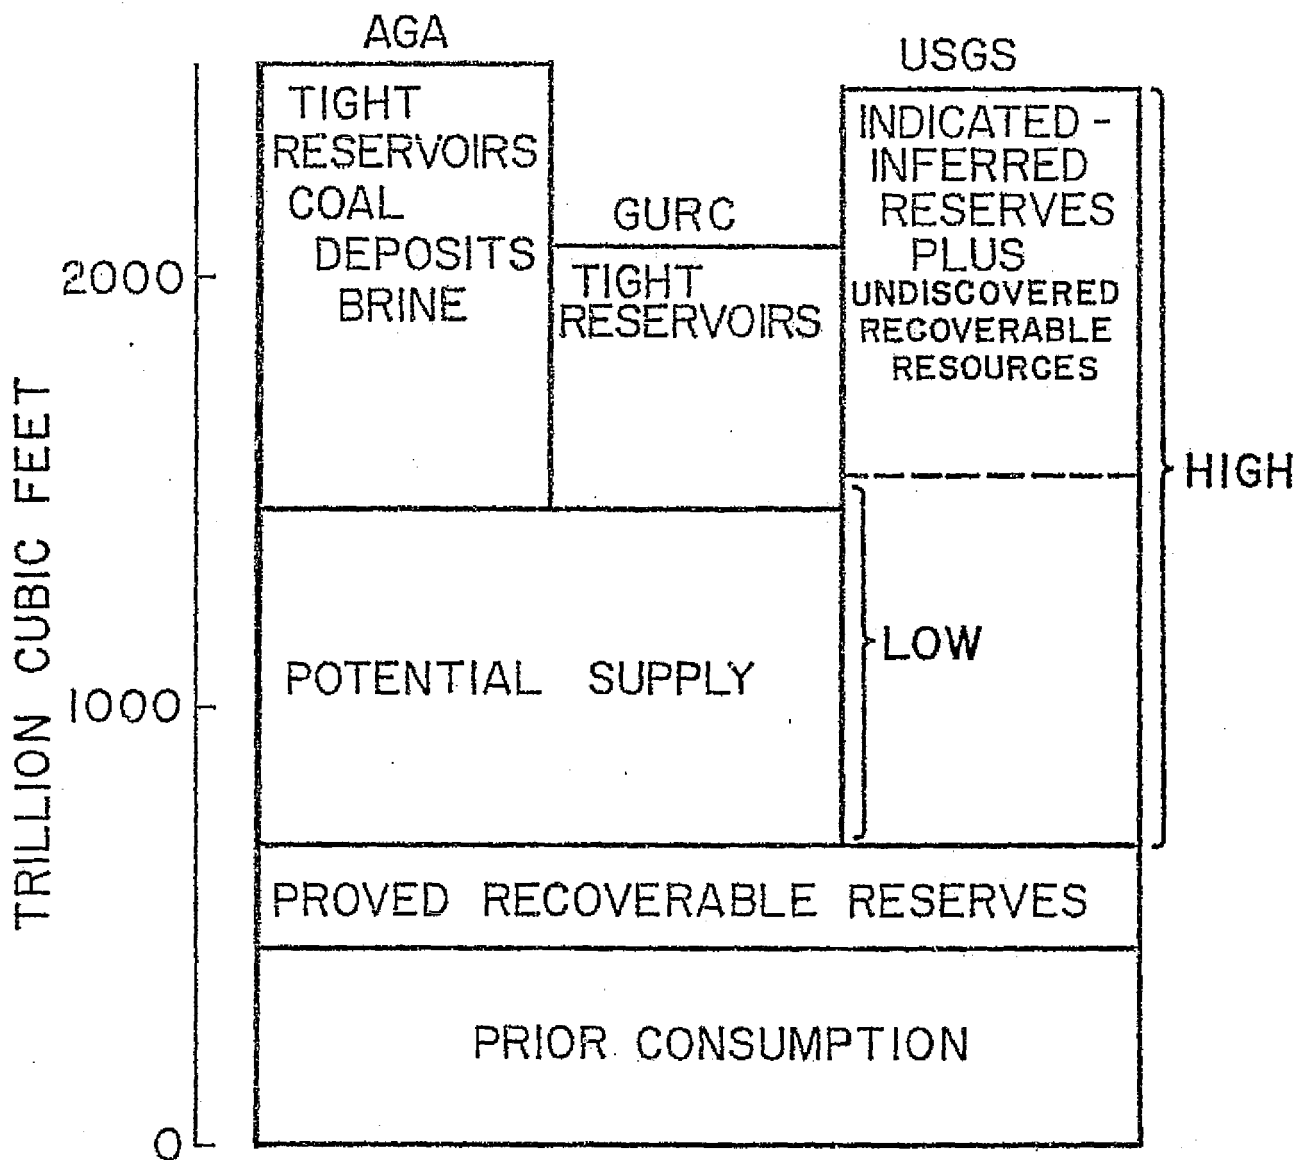 AGA
TIGHT
RESERVOIRS
COAL
DEPOSITS
BRINE
GURC
TIGHT
RESERVOIRS
USGS
INDICATED-
INFERRED
RESERVES
PLUS
UNDISCOVERED
RECOVERABLE
RESOURCES
HIGH
LOW
POTENTIAL SUPPLY
PROVED RECOVERABLE RESERVES
PRIOR CONSUMPTION
TRILLION CUBIC FEET
2000
1000
0